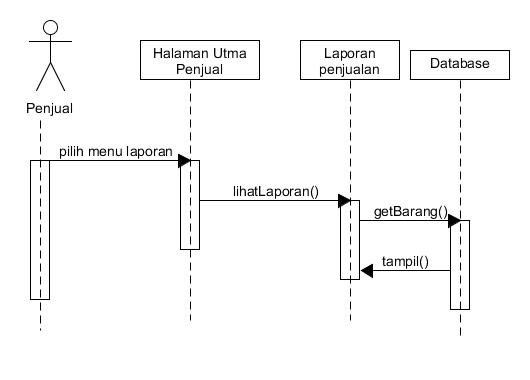 Penjual
Halaman Utma
Penjual
Laporan
penjualan
Database
pilih menu laporan
lihatLaporan()
getBarang()
tampil()